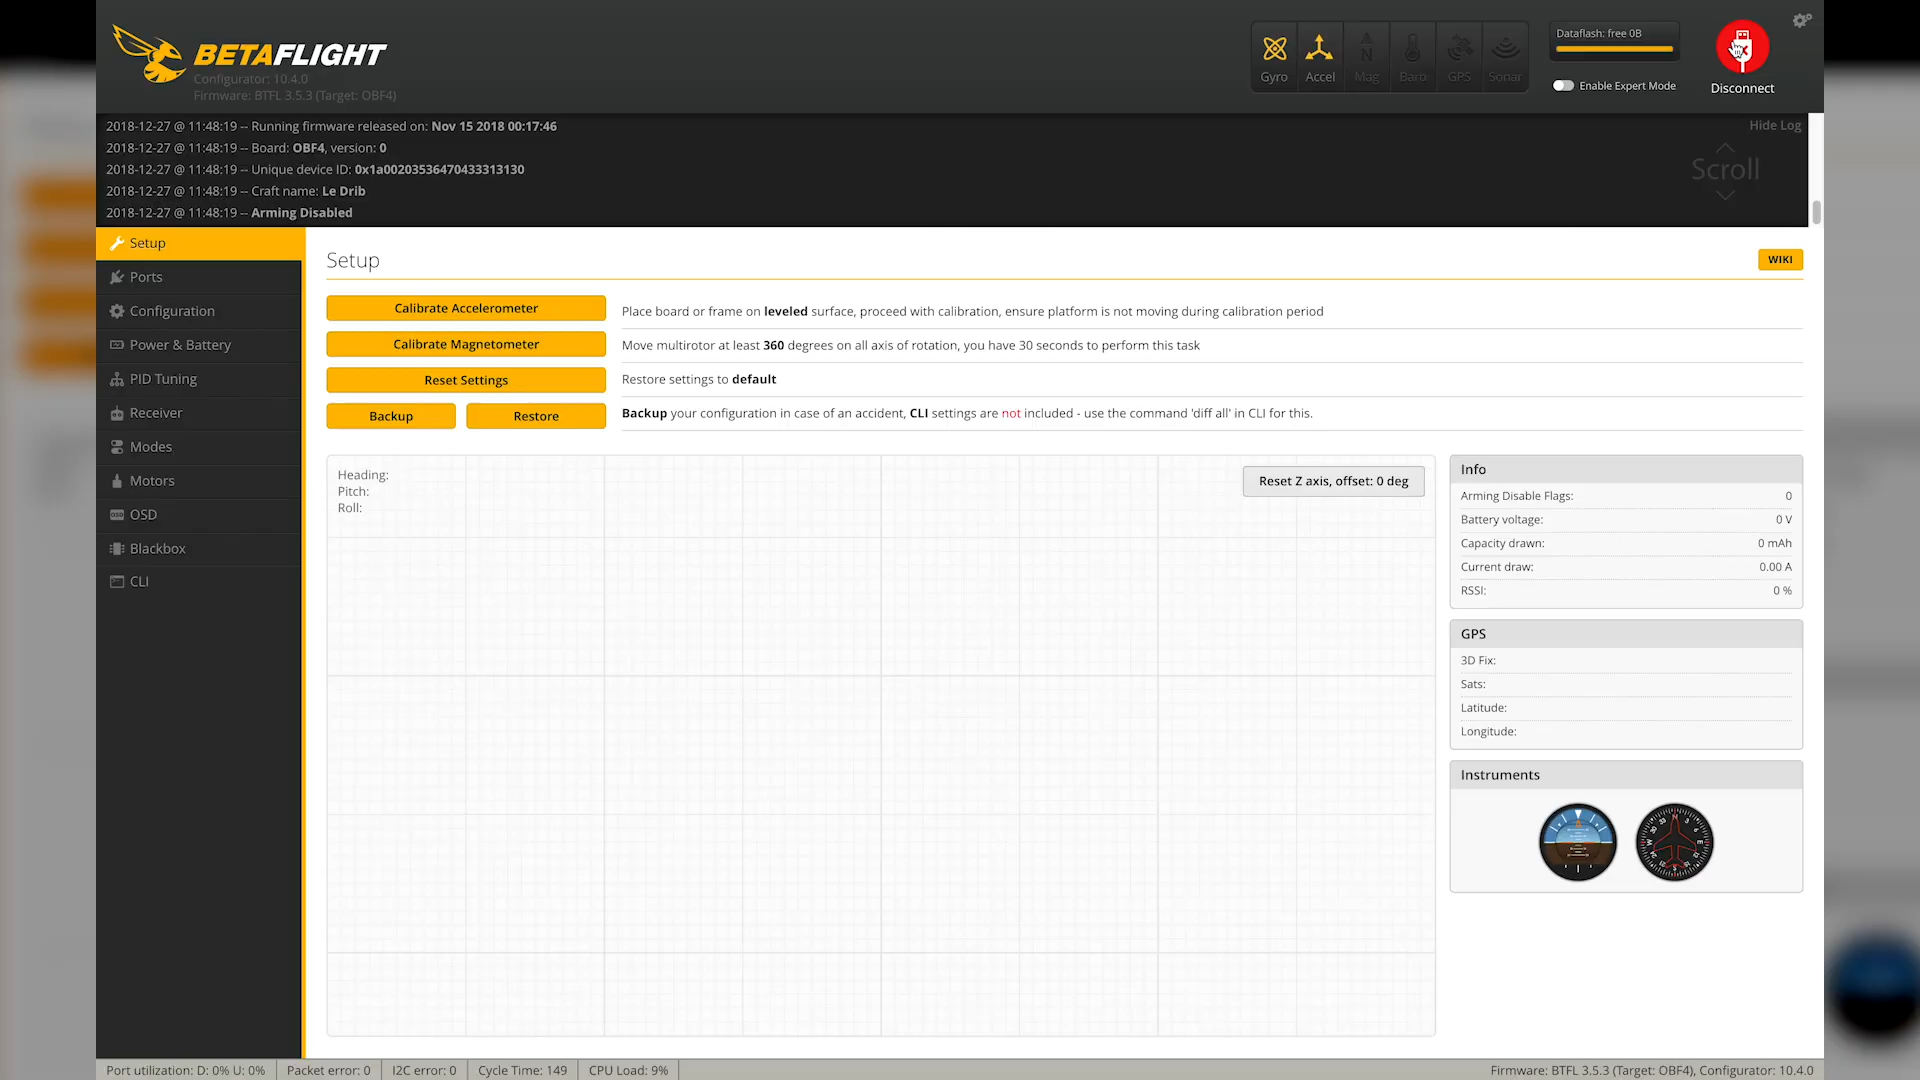 BETAFLIGHT
Configurator: 10.4.0
Firmware: BTFL 3.5.3 (Target: OBF4)
Gyro
Accel
Mag
Baro
GPS
Sonar
Dataflash: free 0B
Enable Expert Mode
Disconnect
2018-12-27 @ 11:48:19 -- Running firmware released on: Nov 15 2018 00:17:46
2018-12-27 @ 11:48:19 -- Board: OBF4, version: 0
2018-12-27 @ 11:48:19 -- Unique device ID: 0x1a00203536470433313130
2018-12-27 @ 11:48:19 -- Craft name: Le Drib
2018-12-27 @ 11:48:19 -- Arming Disabled
Hide Log
Scroll
Setup
Ports
Configuration
Power & Battery
PID Tuning
Receiver
Modes
Motors
OSD
Blackbox
CLI
Setup
WIKI
Calibrate Accelerometer
Place board or frame on leveled surface, proceed with calibration, ensure platform is not moving during calibration period
Calibrate Magnetometer
Move multirotor at least 360 degrees on all axis of rotation, you have 30 seconds to perform this task
Reset Settings
Restore settings to default
Backup
Restore
Backup your configuration in case of an accident, CLI settings are not included - use the command 'diff all' in CLI for this.
Heading:
Pitch:
Roll:
Reset Z axis, offset: 0 deg
Info
Arming Disable Flags: 0
Battery voltage: 0 V
Capacity drawn: 0 mAh
Current draw: 0.00 A
RSSI: 0 %
GPS
3D Fix:
Sats:
Latitude:
Longitude:
Instruments
Port utilization: D: 0% U: 0%
Packet error: 0
I2C error: 0
Cycle Time: 149
CPU Load: 9%
Firmware: BTFL 3.5.3 (Target: OBF4), Configurator: 10.4.0